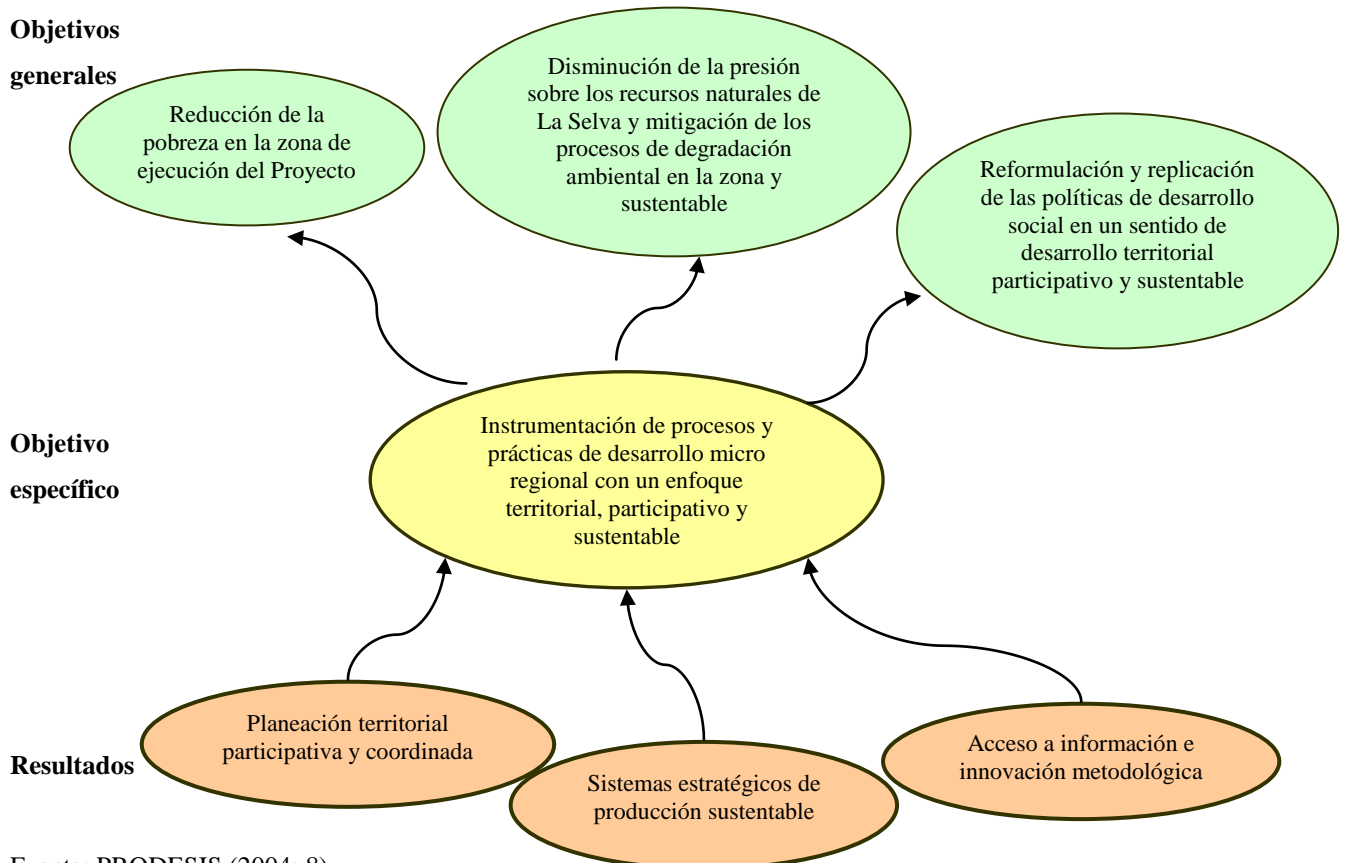 Objetivos
generales
Reducción de la
pobreza en la zona de
ejecución del Proyecto
Disminución de la presión
sobre los recursos naturales de
La Selva y mitigación de los
procesos de degradación
ambiental en la zona y
sustentable
Reformulación y replicación
de las políticas de desarrollo
social en un sentido de
desarrollo territorial
participativo y sustentable
Objetivo
específico
Instrumentación de procesos y
prácticas de desarrollo micro
regional con un enfoque
territorial, participativo y
sustentable
Resultados
Planeación territorial
participativa y coordinada
Sistemas estratégicos de
producción sustentable
Acceso a información e
innovación metodológica
Fuente: PRODESIS (2004: 8)